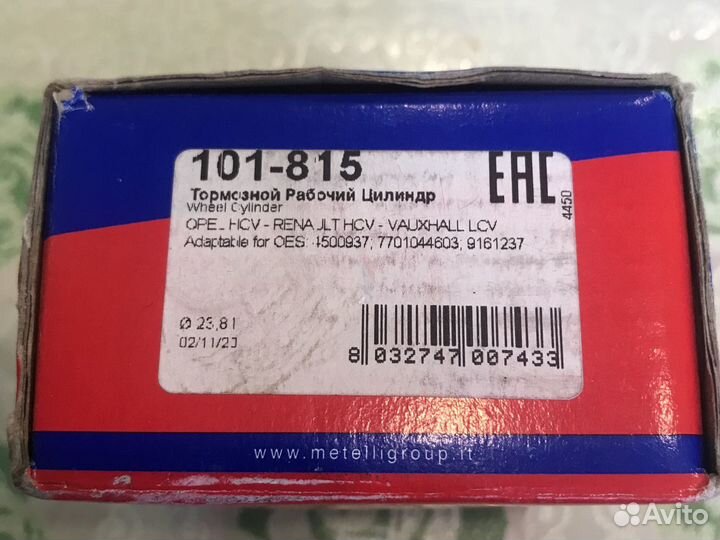 101-815
EAC
4450
Тормозной Рабочий Цилиндр
Wheel Cylinder
OPEL HCV - RENAULT HCV - VAUXHALL LCV
Adaptable for OES: 4500937; 7701044603; 9161237
Ø 23,81
02/11/20
8 032747 007433
www.metelligroup.it
Avito